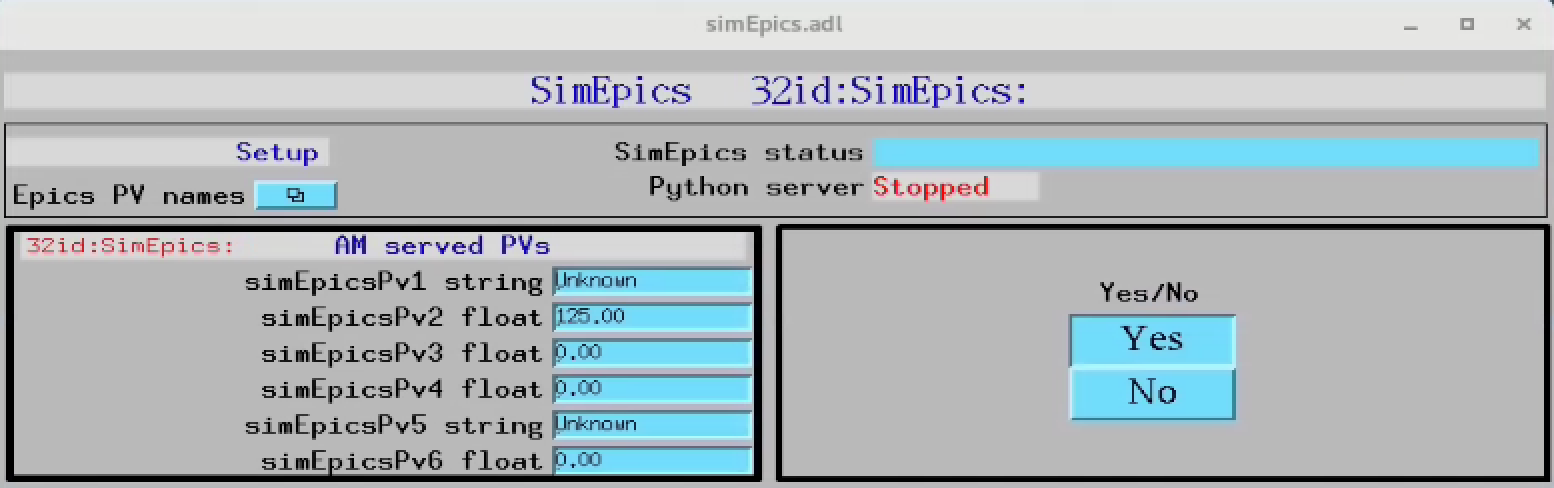 simEpics.adl
SimEpics 32id:SimEpics:
Setup
Epics PV names
SimEpics status
Python server Stopped
32id:SimEpics: AM served PVs
simEpicsPv1 string Unknown
simEpicsPv2 float 125.00
simEpicsPv3 float 0.00
simEpicsPv4 float 0.00
simEpicsPv5 string Unknown
simEpicsPv6 float 0.00
Yes/No
Yes
No